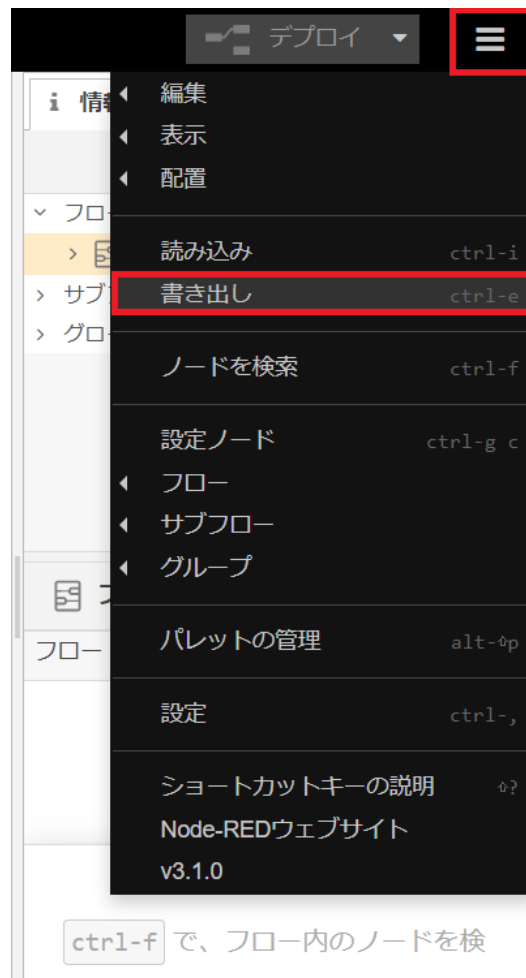 デプロイ
i 情
編集
表示
配置
フロー
読み込み ctrl-i
書き出し ctrl-e
サブ
グロー
ノードを検索 ctrl-f
設定ノード ctrl-g c
フロー
サブフロー
グループ
パレットの管理 alt-⇧p
フロー
設定 ctrl-,
ショートカットキーの説明 ⇧?
Node-REDウェブサイト
v3.1.0
ctrl-f で、フロー内のノードを検